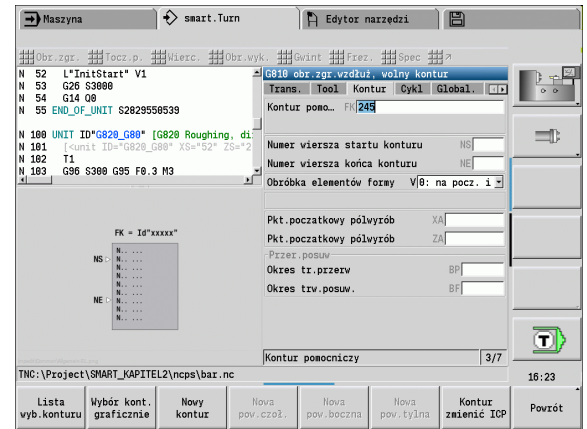 Maszyna
smart.Turn
Edytor narzędzi
Obr.zgr. Tocz.p. Wierc. Obr.wyk. Gwint Frez. Spec
N 52 L"InitStart" V1
N 53 G26 S3000
N 54 G14 Q0
N 55 END_OF_UNIT S2829550539
N 100 UNIT ID"G820_G80" [G820 Roughing, di
N 101 [<unit ID="G820_G80" XS="52" ZS="2
N 102 T1
N 103 G96 S300 G95 F0.3 M3
G810 obr.zgr.wzdłuż, wolny kontur
Trans. Tool Kontur Cykl Global.
Kontur pomo… FK 245
Numer wiersza startu konturu NS
Numer wiersza końca konturu NE
Obróbka elementów formy V 0: na pocz. i
Pkt.poczatkowy półwyrób XA
Pkt.poczatkowy półwyrób ZA
Przer.posuw
Okres tr.przerw BP
Okres trw.posuw. BF
FK = Id"xxxxx"
NS
NE
N.. ...
N.. ...
N.. ...
N.. ...
N.. ...
N.. ...
N.. ...
N.. ...
N.. ...
Kontur pomocniczy 3/7
T
TNC:\Project\SMART_KAPITEL2\ncps\bar.nc
16:23
Lista wyb.konturu
Wybór kont. graficznie
Nowy kontur
Nowa pow.czoł.
Nowa pow.boczna
Nowa pow.tylna
Kontur zmienić ICP
Powrót